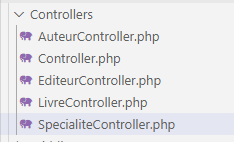 Controllers
AuteurController.php
Controller.php
EditeurController.php
LivreController.php
SpecialiteController.php